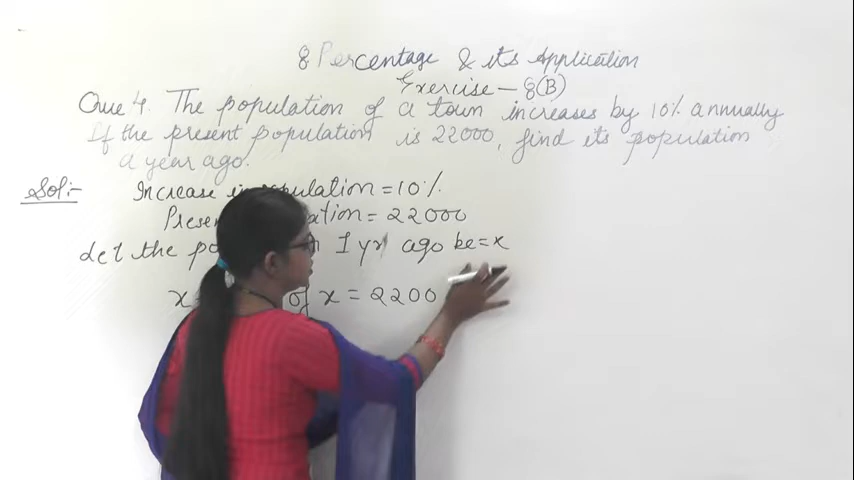 8 Percentage & its Application
Exercise - 8(B)
Que 4. The population of a town increases by 10% annually
If the present population is 22000, find its population
a year ago.
Sol:- Increase in population = 10%
Present = 22000
Let the 1 yr ago be = x
x of x = 2200